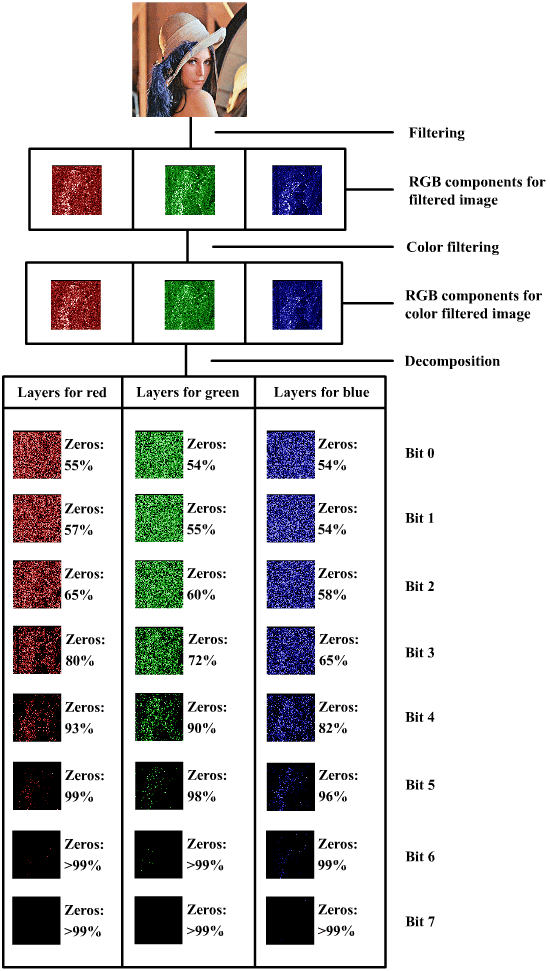 Filtering
RGB components for
filtered image
Color filtering
RGB components for
color filtered image
Decomposition
Layers for red
Layers for green
Layers for blue
Zeros:
55%
Zeros:
54%
Zeros:
54%
Bit 0
Zeros:
57%
Zeros:
55%
Zeros:
54%
Bit 1
Zeros:
65%
Zeros:
60%
Zeros:
58%
Bit 2
Zeros:
80%
Zeros:
72%
Zeros:
65%
Bit 3
Zeros:
93%
Zeros:
90%
Zeros:
82%
Bit 4
Zeros:
99%
Zeros:
98%
Zeros:
96%
Bit 5
Zeros:
>99%
Zeros:
>99%
Zeros:
99%
Bit 6
Zeros:
>99%
Zeros:
>99%
Zeros:
>99%
Bit 7